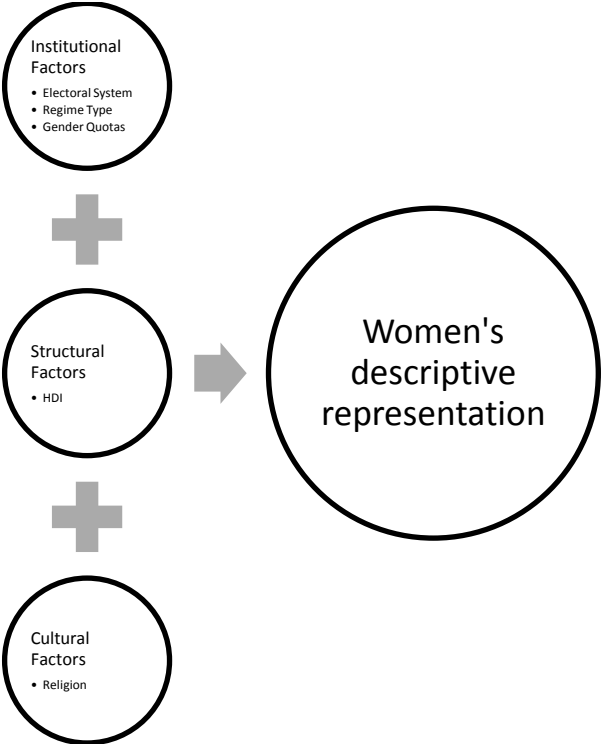 Institutional
Factors
• Electoral System
• Regime Type
• Gender Quotas
Structural
Factors
• HDI
Cultural
Factors
• Religion
Women's
descriptive
representation